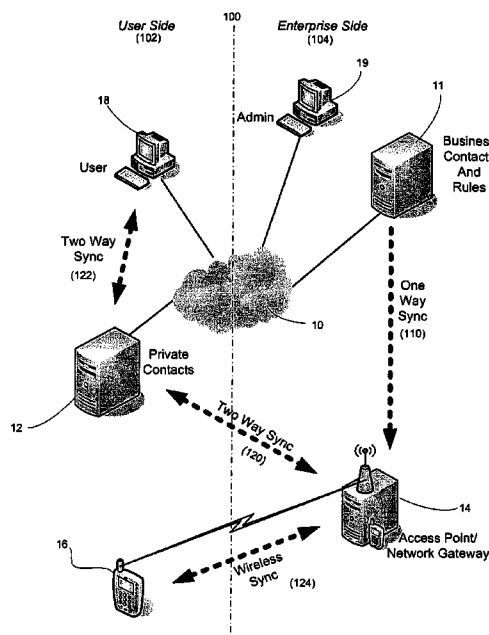 100
User Side
(102)
Enterprise Side
(104)
18
19
11
Admin
User
Busines
Contact
And
Rules
Two Way
Sync
(122)
One
Way
Sync
(110)
10
Private
Contacts
12
Two Way Sync
(120)
14
Access Point/
Network Gateway
16
Wireless
Sync
(124)